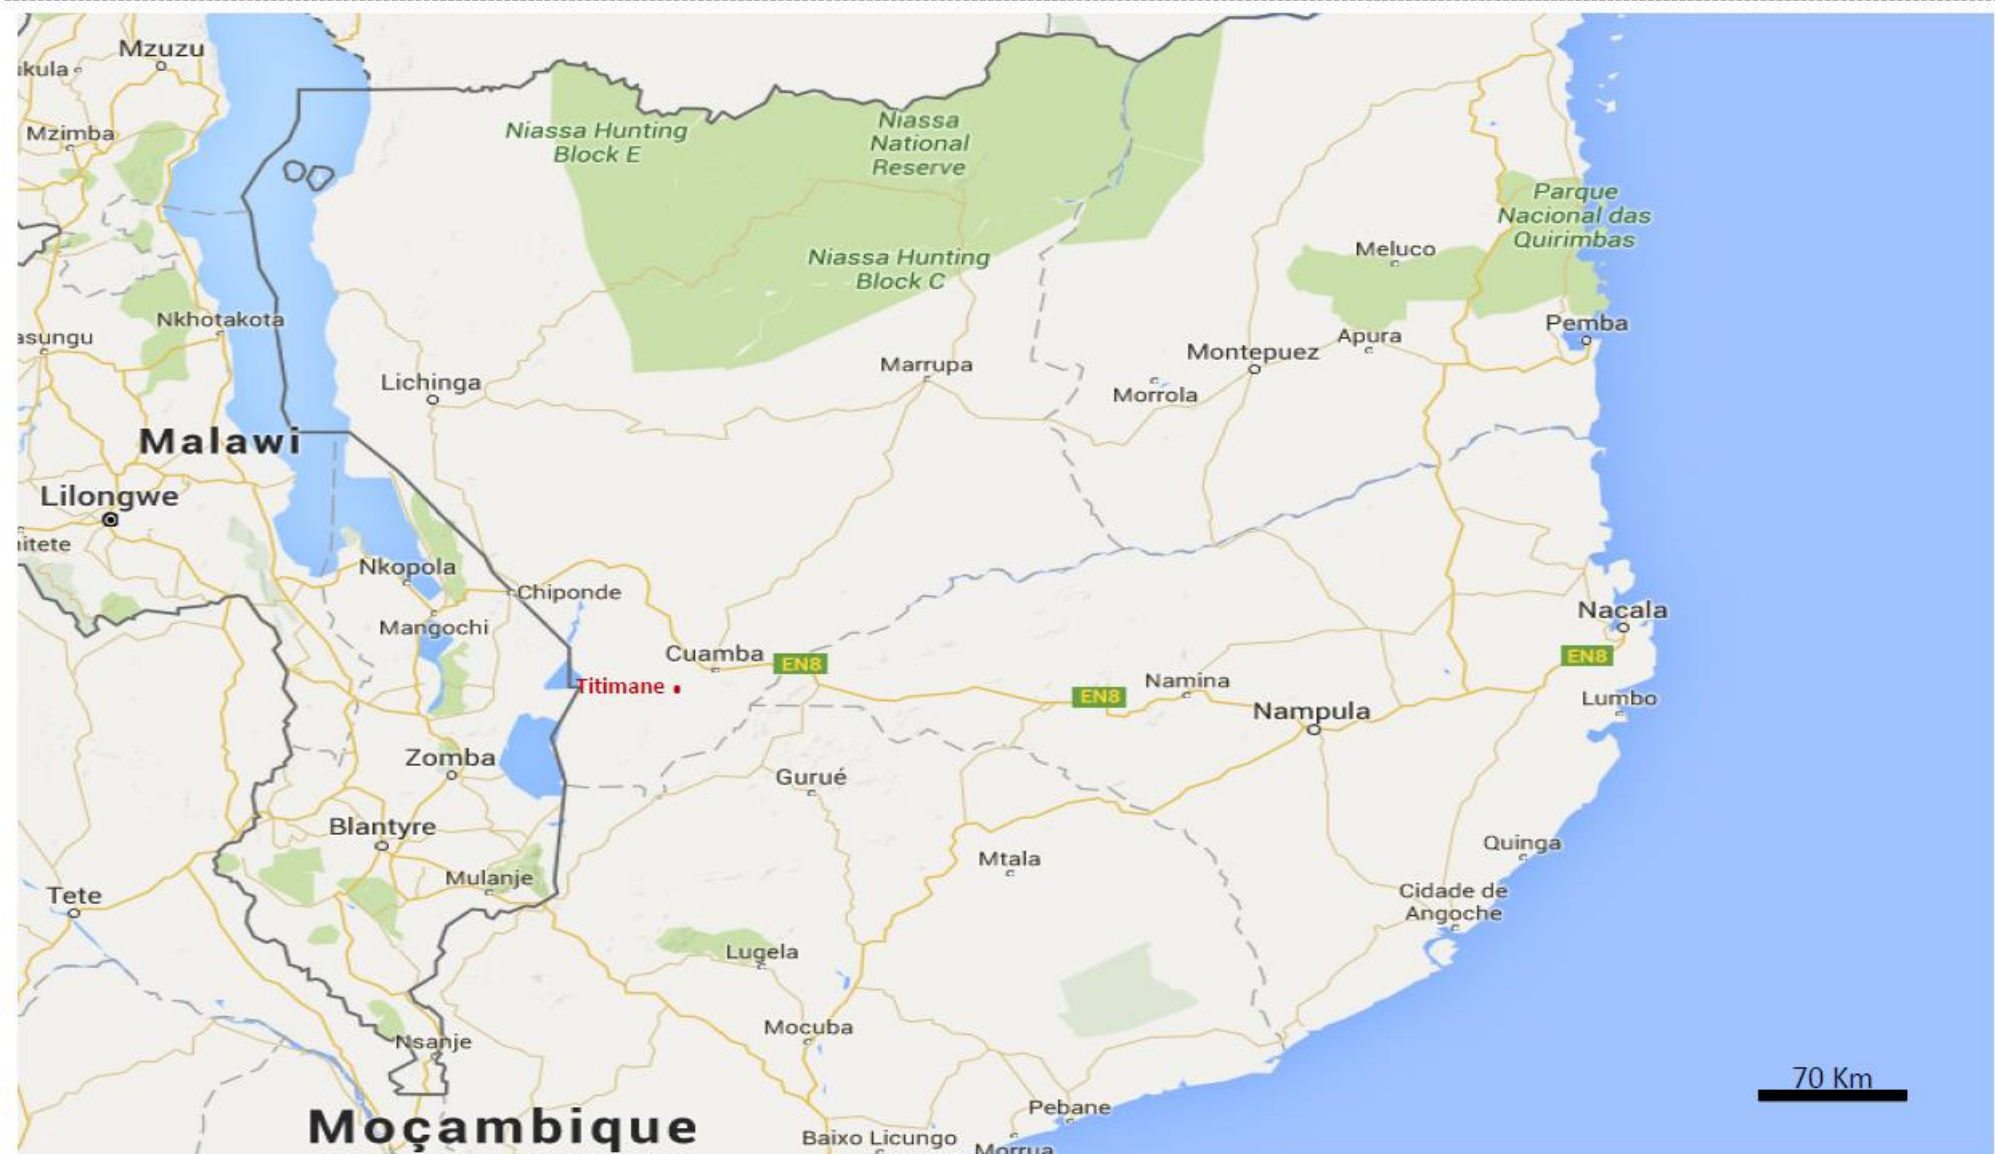 Mzuzu
Mzimba
Niassa Hunting
Block E
Niassa
National
Reserve
Parque
Nacional das
Quirimbas
Niassa Hunting
Block C
Meluco
Nkhotakota
Pemba
Apura
Montepuez
Marrupa
Lichinga
Morrola
Malawi
Lilongwe
Nkopola
Chiponde
Mangochi
Nacala
Cuamba
EN8
EN8
Titimane
Namina
EN8
Lumbo
Nampula
Zomba
Gurué
Blantyre
Quinga
Mtala
Mulanje
Cidade de
Angoche
Tete
Lugela
Mocuba
Nsanje
70 Km
Pebane
Moçambique
Baixo Licungo
Morrua